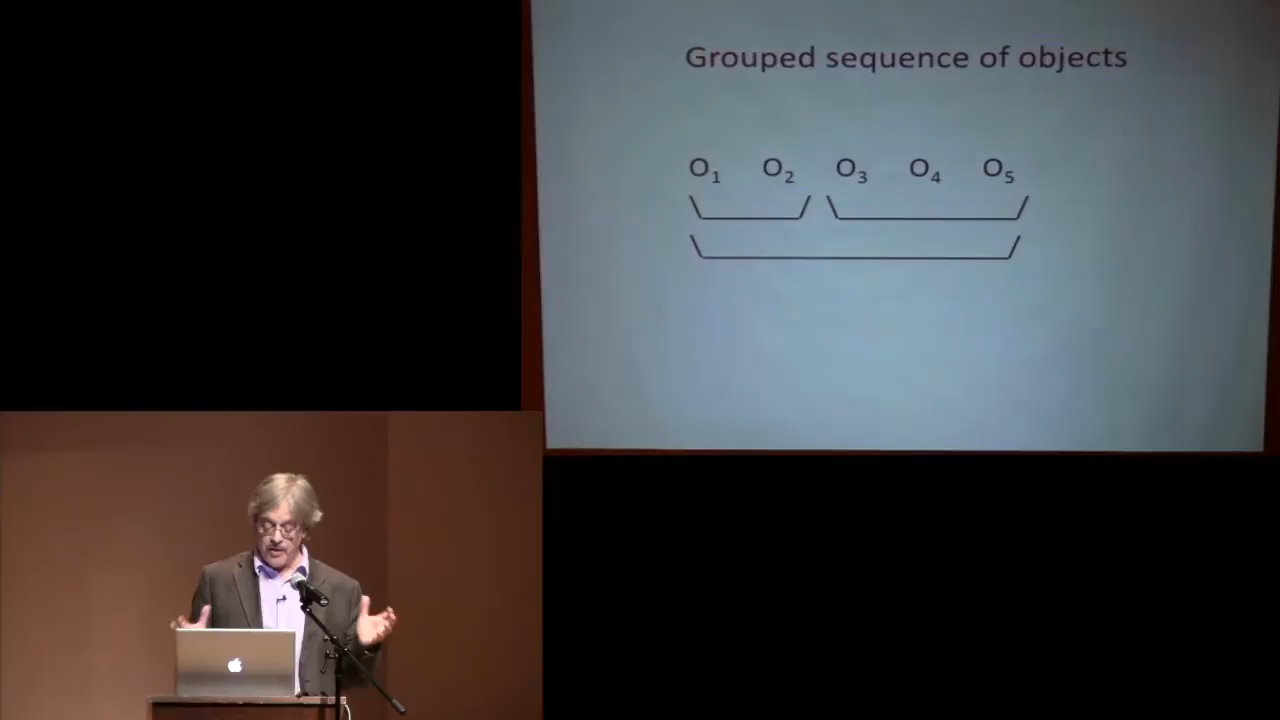 Grouped sequence of objects
O₁ O₂ O₃ O₄ O₅